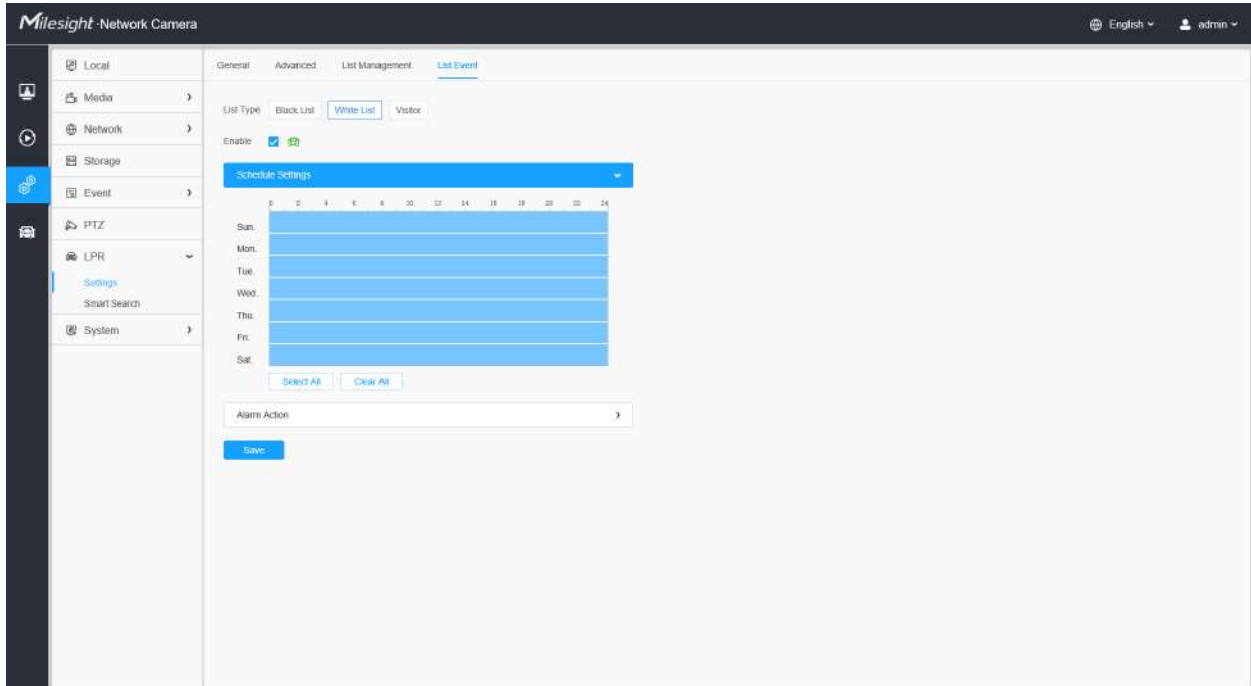 Milesight -Network Camera
English
admin
Local
Media
Network
Storage
Event
PTZ
LPR
Settings
Smart Search
System
General Advanced List Management List Event
List Type Black List White List Visitor
Enable
Schedule Settings
0 2 4 6 8 10 12 14 16 18 20 22 24
Sun.
Mon.
Tue.
Wed.
Thu.
Fri.
Sat.
Select All Clear All
Alarm Action
Save